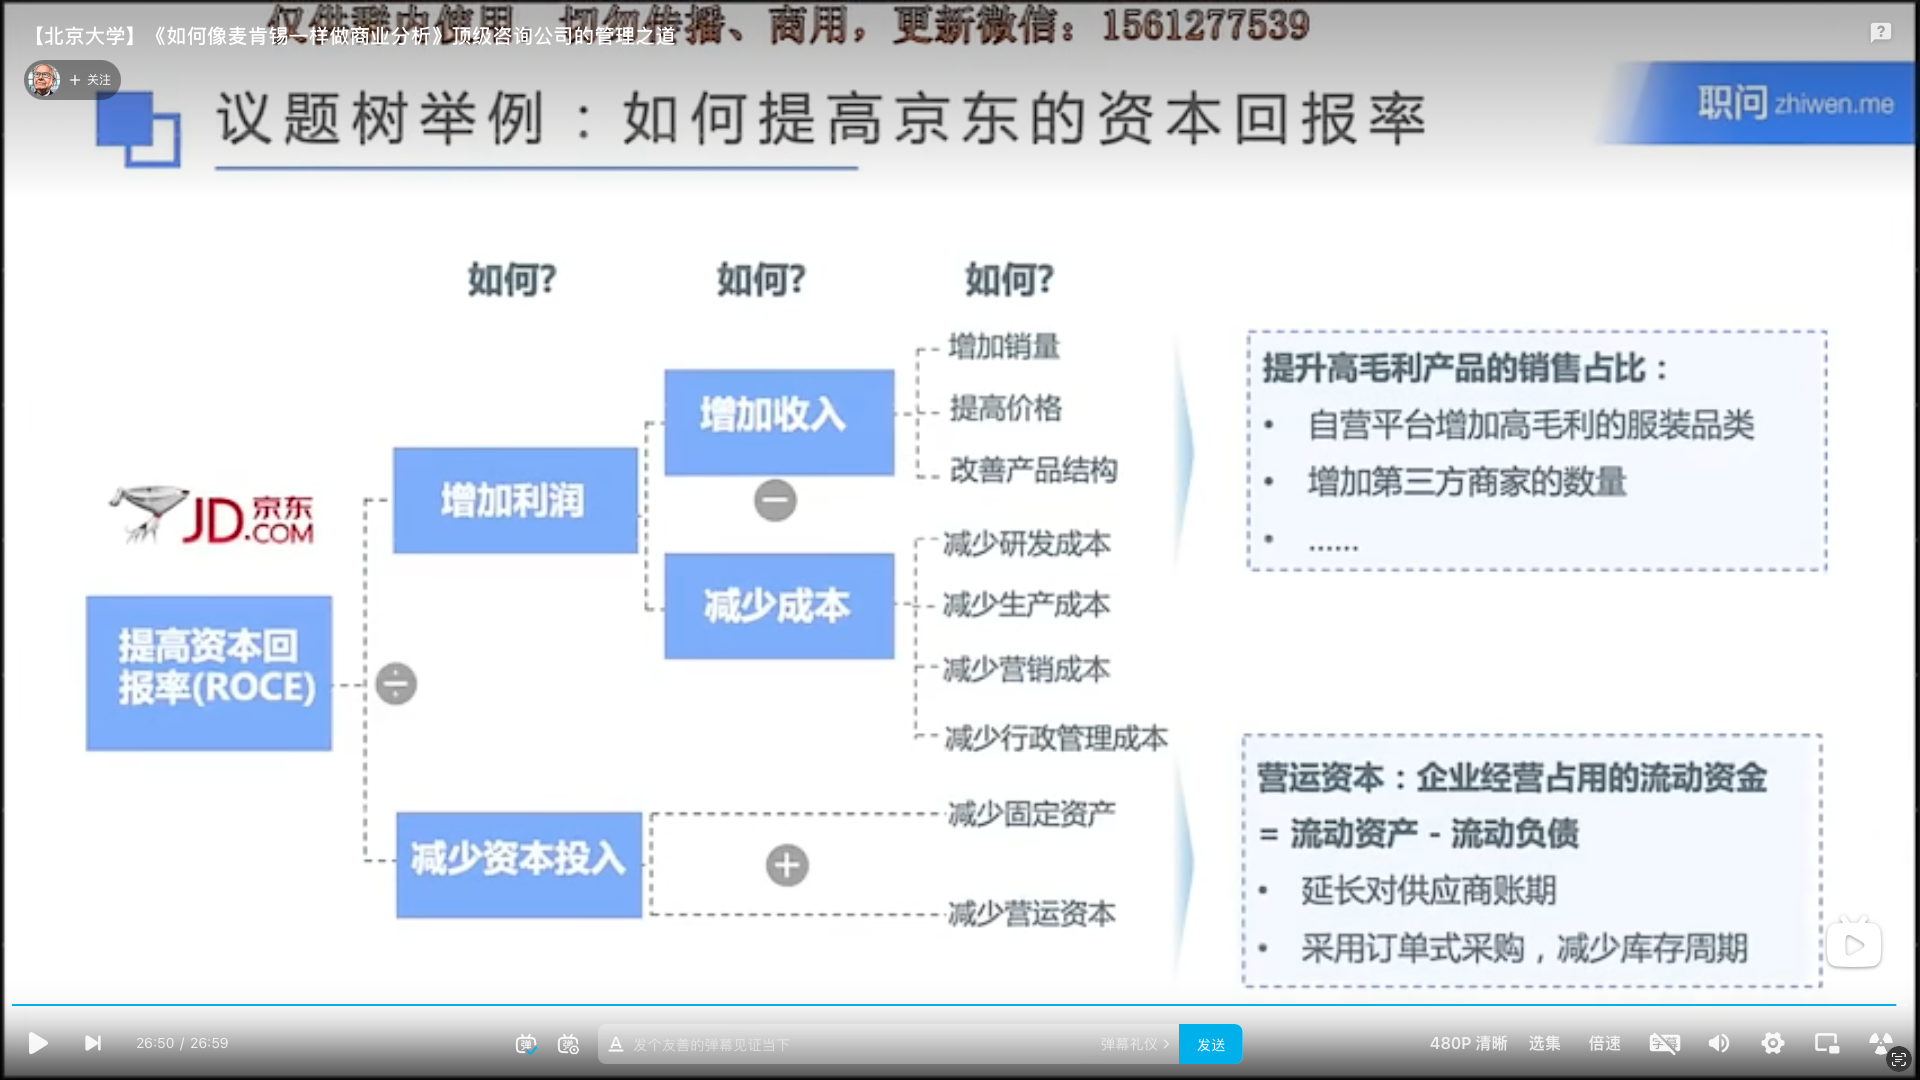 仅供群内使用，切勿传播、商用，更新微信：1561277539
【北京大学】《如何像麦肯锡一样做商业分析》顶级咨询公司的管理之道
+ 关注
议题树举例：如何提高京东的资本回报率
职问 zhiwen.me
如何? 如何? 如何?
JD.COM 京东
提高资本回
报率(ROCE)
÷
增加利润
增加收入
增加销量
提高价格
改善产品结构
减少成本
减少研发成本
减少生产成本
减少营销成本
减少行政管理成本
减少资本投入
+
减少固定资产
减少营运资本
提升高毛利产品的销售占比：
• 自营平台增加高毛利的服装品类
• 增加第三方商家的数量
• ……
营运资本：企业经营占用的流动资金
= 流动资产 - 流动负债
• 延长对供应商账期
• 采用订单式采购，减少库存周期
26:50 / 26:59
弹 弹
A 发个友善的弹幕见证当下
弹幕礼仪 >
发送
480P 清晰
选集
倍速
字幕